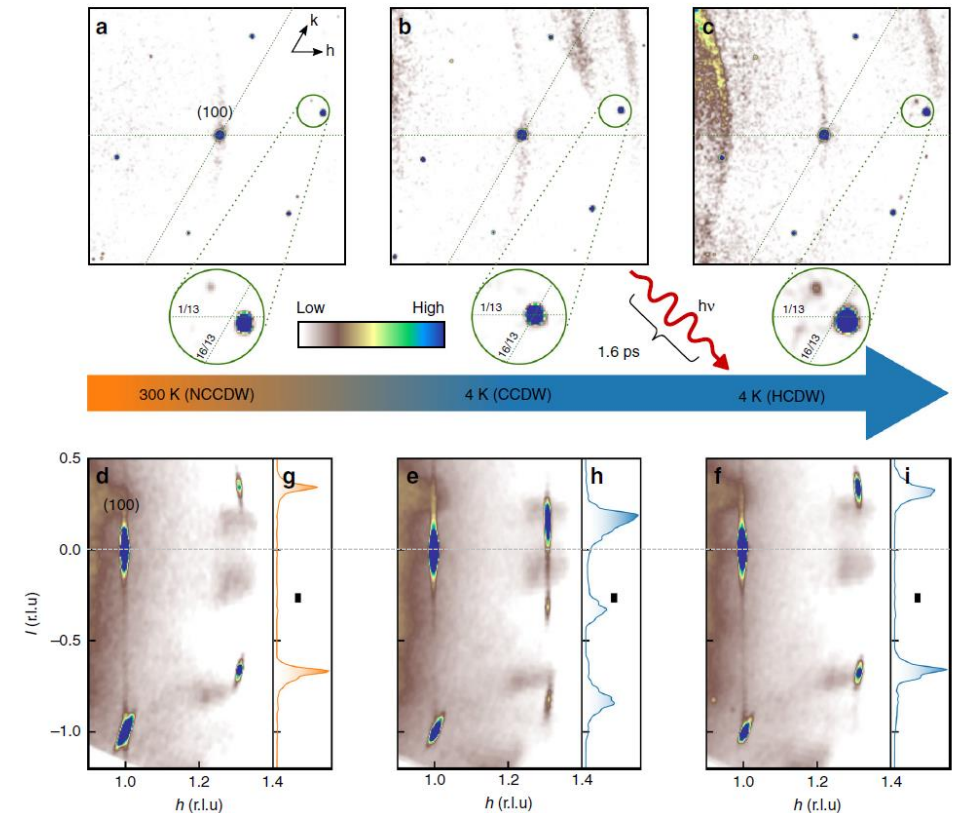 a
k
h
(100)
b
c
1/13
16/13
Low
High
1/13
16/13
hν
1.6 ps
1/13
16/13
300 K (NCCDW)
4 K (CCDW)
4 K (HCDW)
0.5
d
g
e
h
f
i
(100)
0.0
l (r.l.u)
−0.5
−1.0
1.0
1.2
1.4
1.0
1.2
1.4
1.0
1.2
1.4
h (r.l.u)
h (r.l.u)
h (r.l.u)